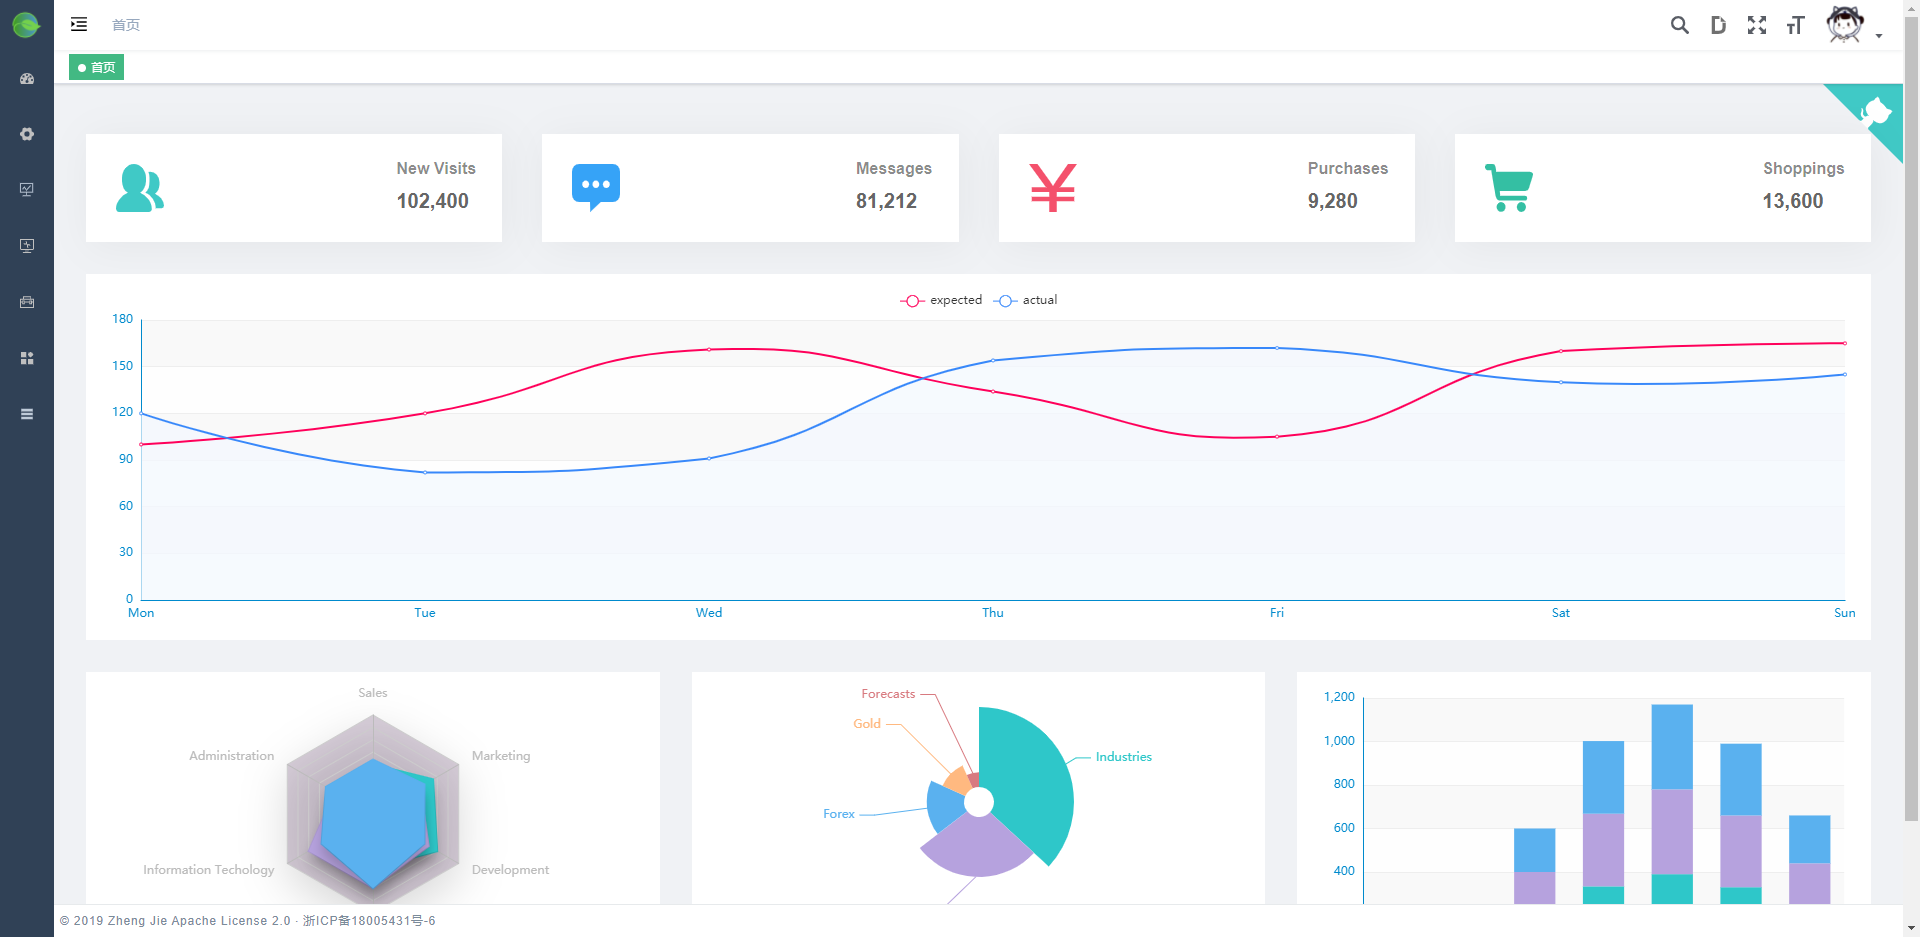 首页
首页
New Visits
102,400
Messages
81,212
Purchases
9,280
Shoppings
13,600
expected actual
180
150
120
90
60
30
0
Mon Tue Wed Thu Fri Sat Sun
Sales
Administration
Marketing
Information Techology
Development
Forecasts
Gold
Industries
Forex
1,200
1,000
800
600
400
© 2019 Zheng Jie Apache License 2.0 · 浙ICP备18005431号-6